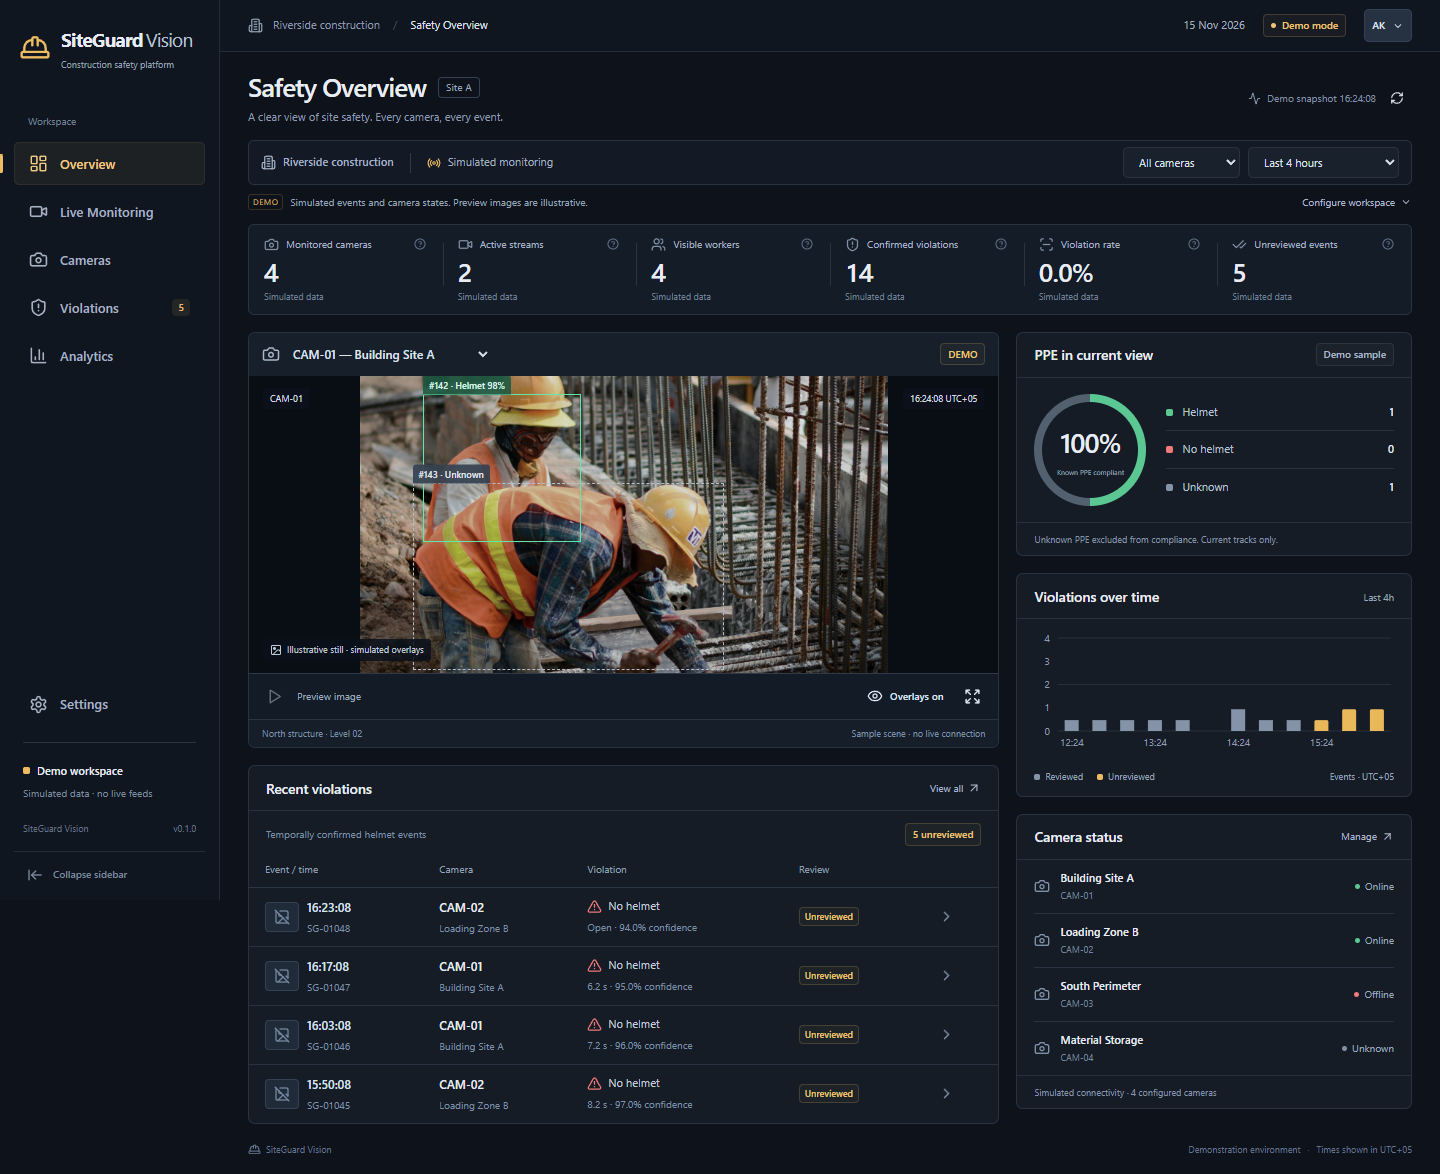 SiteGuard Vision
Construction safety platform
Workspace
Overview
Live Monitoring
Cameras
Violations 5
Analytics
Settings
Demo workspace
Simulated data · no live feeds
SiteGuard Vision v0.1.0
Collapse sidebar
Riverside construction / Safety Overview
15 Nov 2026 Demo mode AK
Safety Overview Site A
A clear view of site safety. Every camera, every event.
Demo snapshot 16:24:08
Riverside construction Simulated monitoring
All cameras Last 4 hours
DEMO Simulated events and camera states. Preview images are illustrative.
Configure workspace
Monitored cameras
4
Simulated data
Active streams
2
Simulated data
Visible workers
4
Simulated data
Confirmed violations
14
Simulated data
Violation rate
0.0%
Simulated data
Unreviewed events
5
Simulated data
CAM-01 — Building Site A DEMO
CAM-01
#142 · Helmet 98%
16:24:08 UTC+05
#143 · Unknown
Illustrative still · simulated overlays
Preview image
Overlays on
North structure · Level 02
Sample scene · no live connection
PPE in current view Demo sample
100%
Known PPE compliant
Helmet 1
No helmet 0
Unknown 1
Unknown PPE excluded from compliance. Current tracks only.
Violations over time Last 4h
4
3
2
1
0
12:24 13:24 14:24 15:24
Reviewed Unreviewed Events · UTC+05
Recent violations View all
Temporally confirmed helmet events 5 unreviewed
Event / time Camera Violation Review
16:23:08 CAM-02 No helmet Unreviewed
SG-01048 Loading Zone B Open · 94.0% confidence
16:17:08 CAM-01 No helmet Unreviewed
SG-01047 Building Site A 6.2 s · 95.0% confidence
16:03:08 CAM-01 No helmet Unreviewed
SG-01046 Building Site A 7.2 s · 96.0% confidence
15:50:08 CAM-02 No helmet Unreviewed
SG-01045 Loading Zone B 8.2 s · 97.0% confidence
Camera status Manage
Building Site A Online
CAM-01
Loading Zone B Online
CAM-02
South Perimeter Offline
CAM-03
Material Storage Unknown
CAM-04
Simulated connectivity · 4 configured cameras
SiteGuard Vision
Demonstration environment · Times shown in UTC+05